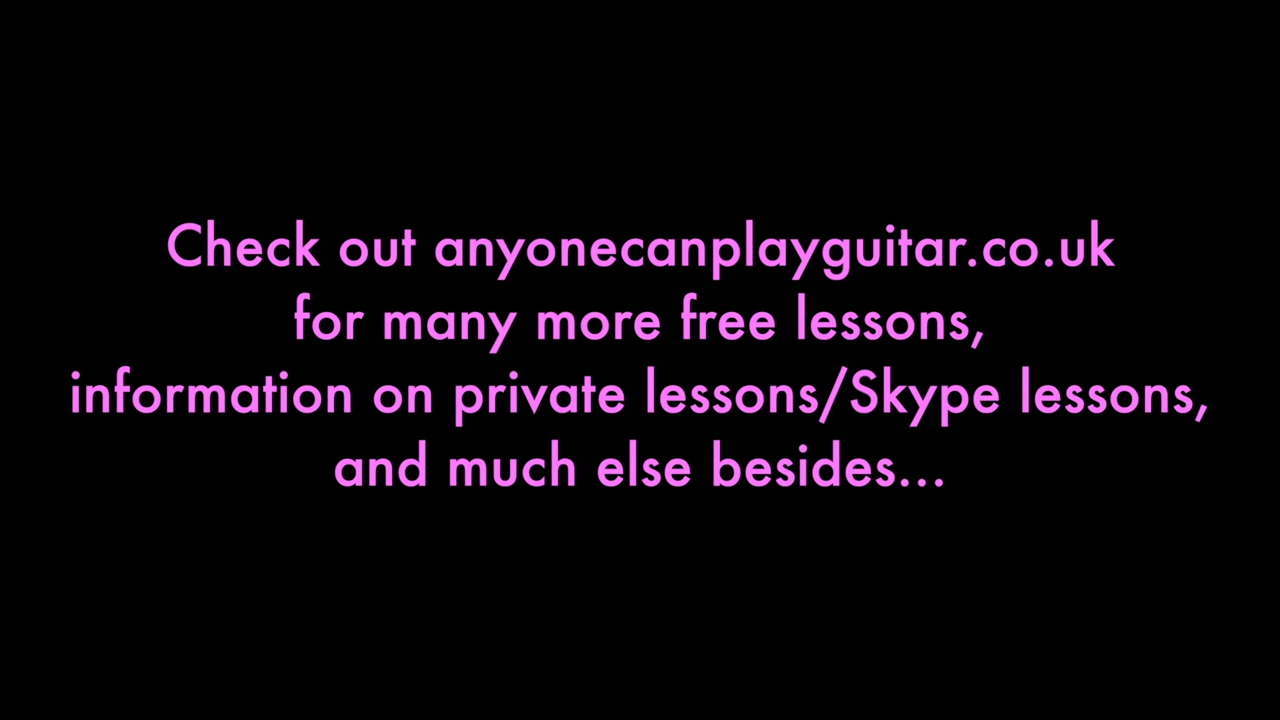 Check out anyonecanplayguitar.co.uk
for many more free lessons,
information on private lessons/Skype lessons,
and much else besides...